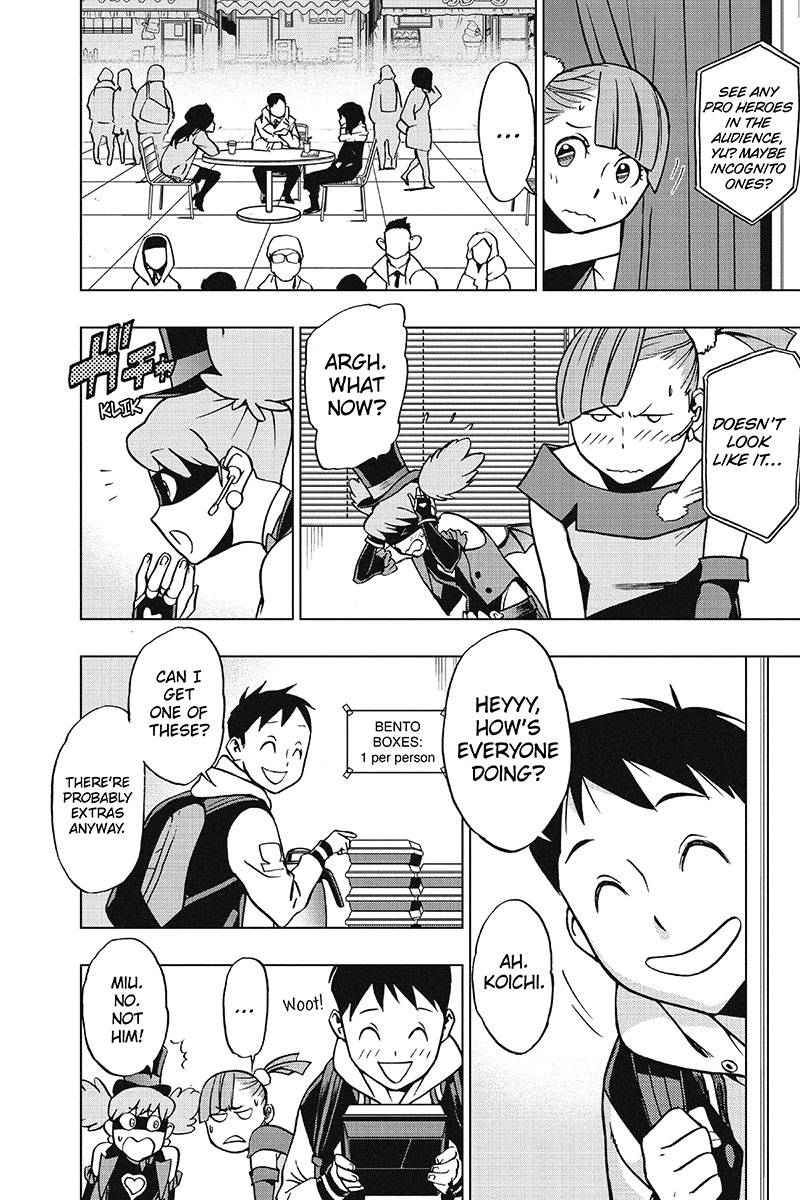 SEE ANY
PRO HEROES
IN THE
AUDIENCE,
YU? MAYBE
INCOGNITO
ONES?
...
DOESN'T
LOOK
LIKE IT...
ARGH.
WHAT
NOW?
ガチャ
KLIK
HEYYY,
HOW'S
EVERYONE
DOING?
AH.
KOICHI.
CAN I
GET
ONE OF
THESE?
BENTO
BOXES:
1 per person
THERE'RE
PROBABLY
EXTRAS
ANYWAY.
Woot!
...
MIU.
NO.
NOT
HIM!